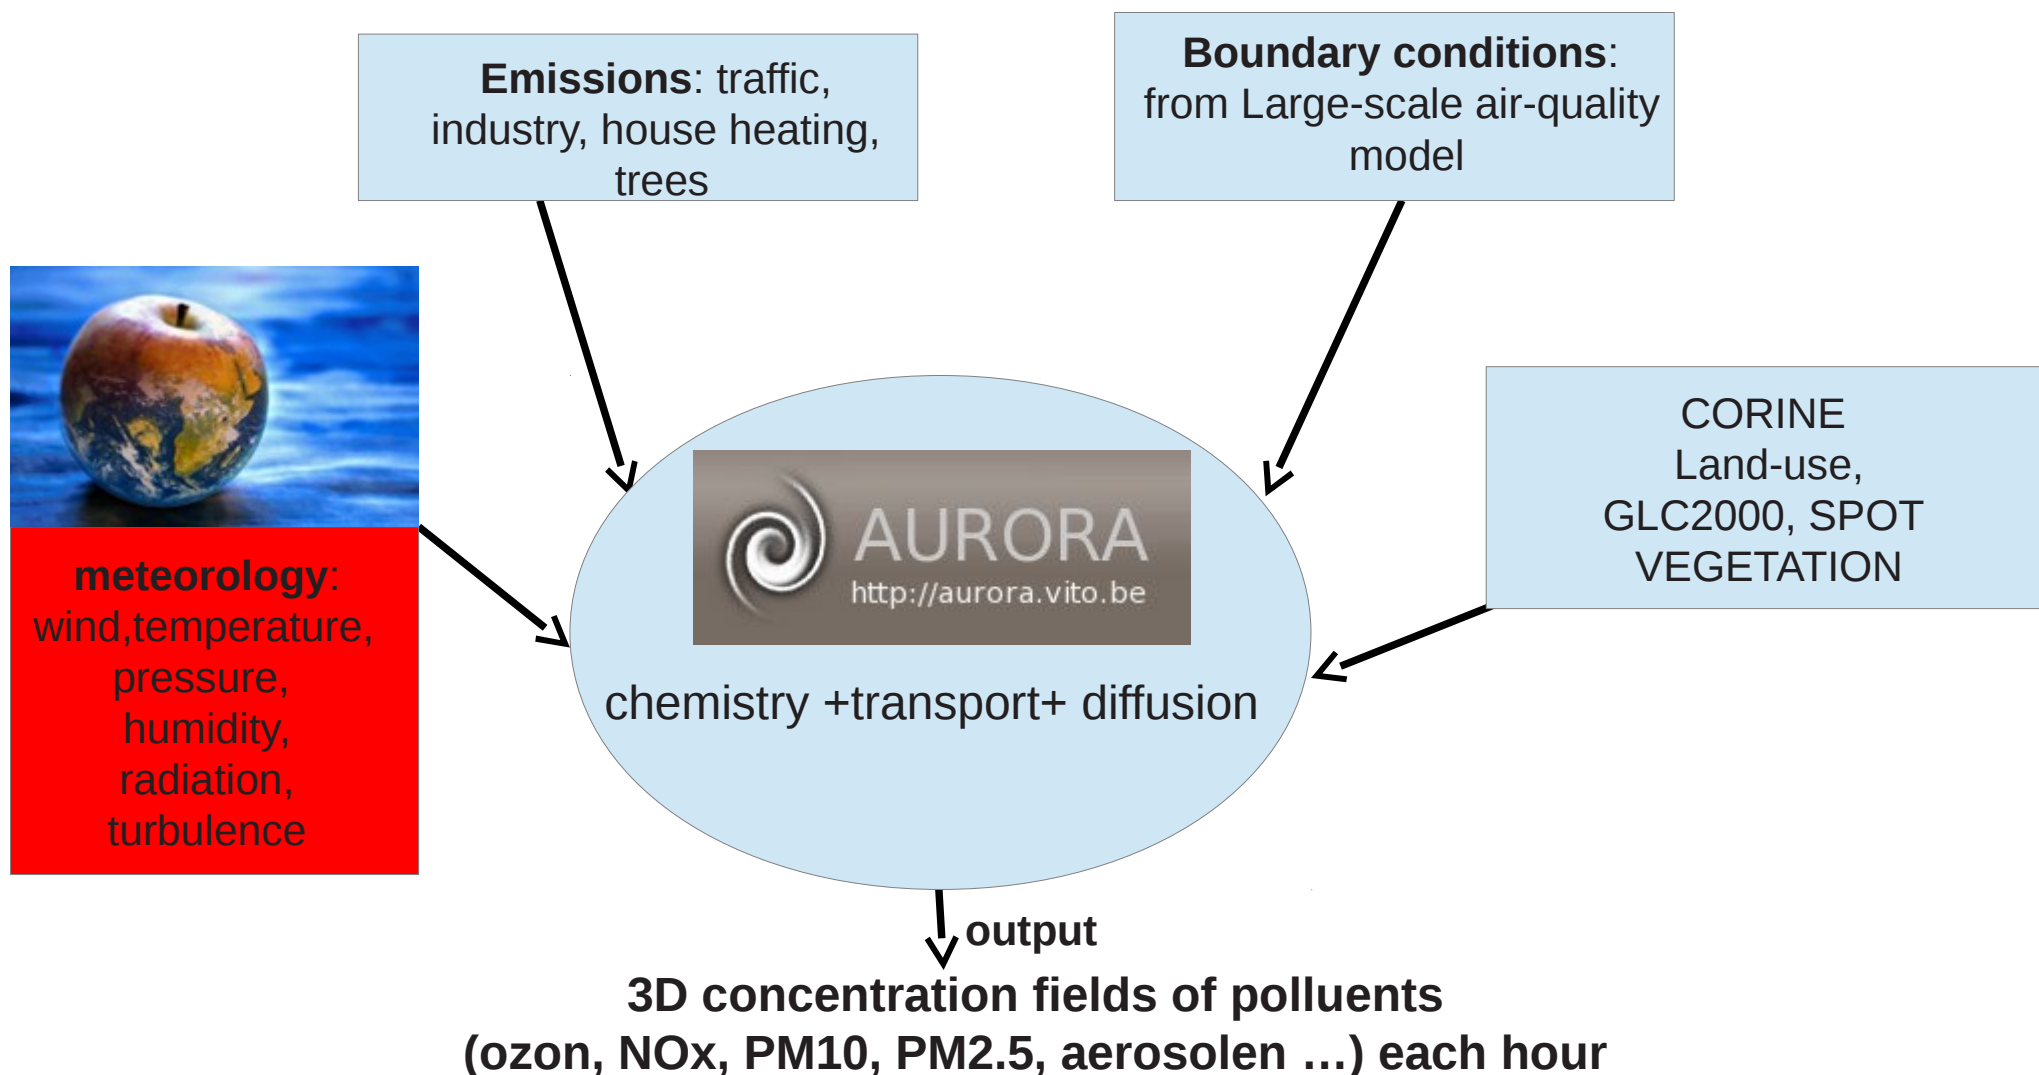 Emissions: traffic,
industry, house heating,
trees
Boundary conditions:
from Large-scale air-quality
model
CORINE
Land-use,
GLC2000, SPOT
VEGETATION
AURORA
http://aurora.vito.be
chemistry +transport+ diffusion
meteorology:
wind,temperature,
pressure,
humidity,
radiation,
turbulence
output
3D concentration fields of polluents
(ozon, NOx, PM10, PM2.5, aerosolen …) each hour